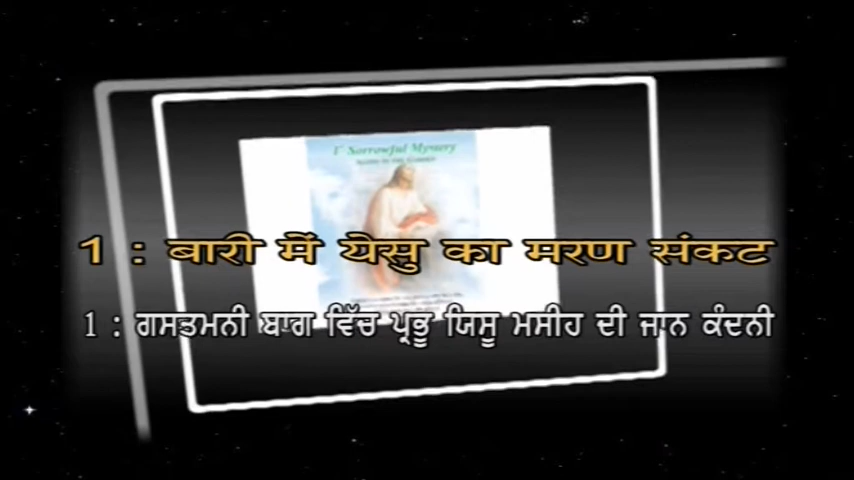 1st Sorrowful Mystery
1 : बारी में येसु का मरण संकट
1 : ਗਸਤਮਨੀ ਬਾਗ ਵਿੱਚ ਪ੍ਰਭੂ ਯਿਸੂ ਮਸੀਹ ਦੀ ਜਾਨ ਕੰਦਨੀ